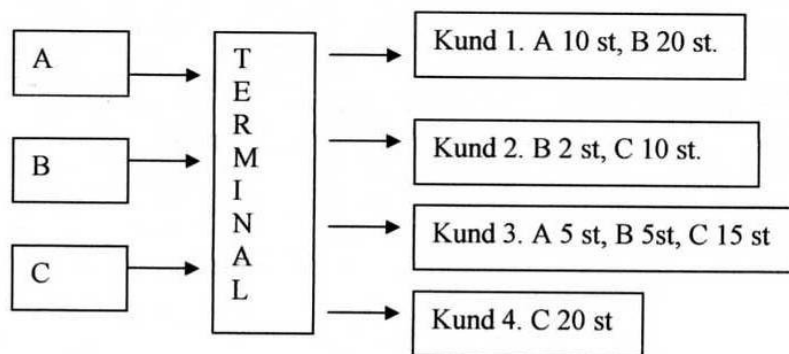 A
B
C
TERMINAL
Kund 1. A 10 st, B 20 st.
Kund 2. B 2 st, C 10 st.
Kund 3. A 5 st, B 5st, C 15 st
Kund 4. C 20 st